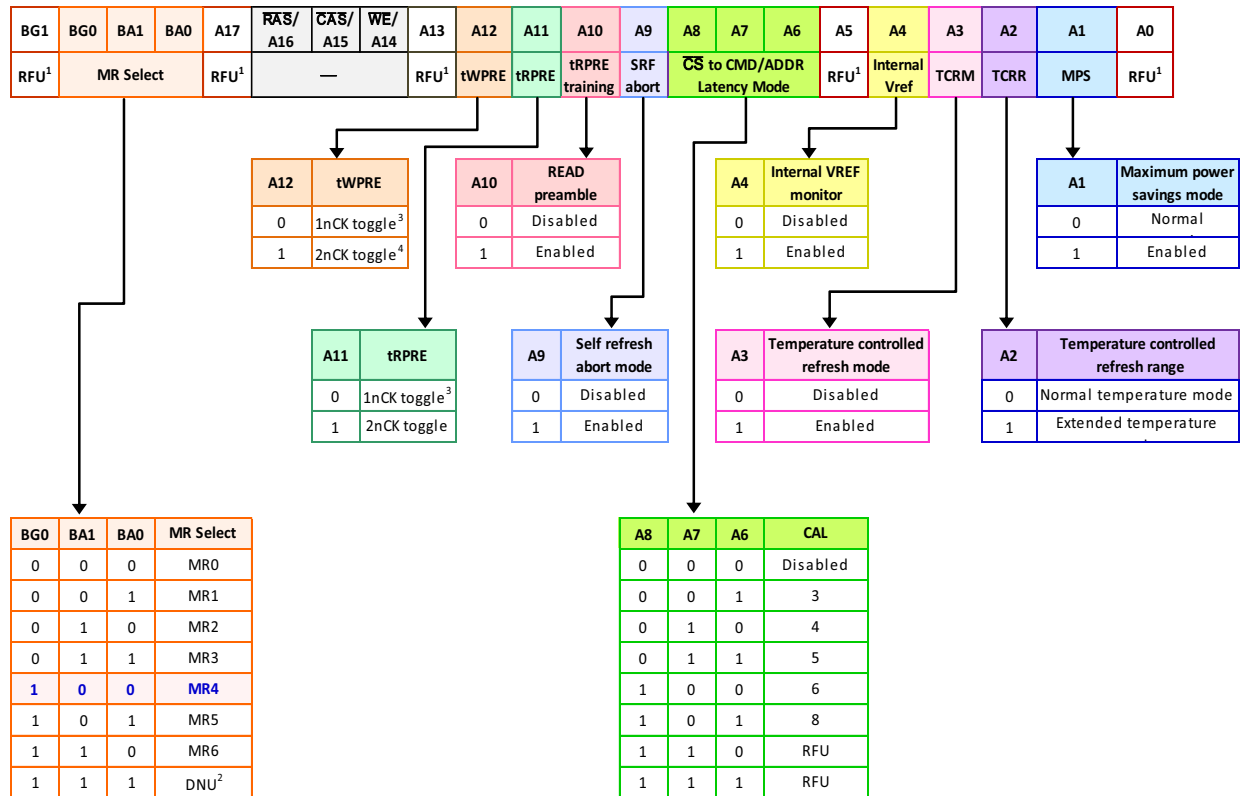 BG1 BG0 BA1 BA0 A17 RAS/ A16 CAS/ A15 WE/ A14 A13 A12 A11 A10 A9 A8 A7 A6 A5 A4 A3 A2 A1 A0
RFU¹ MR Select RFU¹ — RFU¹ tWPRE tRPRE tRPRE training SRF abort CS to CMD/ADDR Latency Mode RFU¹ Internal Vref TCRM TCRR MPS RFU¹
A12 tWPRE
0 1nCK toggle³
1 2nCK toggle⁴
A10 READ preamble
0 Disabled
1 Enabled
A4 Internal VREF monitor
0 Disabled
1 Enabled
A1 Maximum power savings mode
0 Normal
1 Enabled
A11 tRPRE
0 1nCK toggle³
1 2nCK toggle
A9 Self refresh abort mode
0 Disabled
1 Enabled
A3 Temperature controlled refresh mode
0 Disabled
1 Enabled
A2 Temperature controlled refresh range
0 Normal temperature mode
1 Extended temperature
BG0 BA1 BA0 MR Select
0 0 0 MR0
0 0 1 MR1
0 1 0 MR2
0 1 1 MR3
1 0 0 MR4
1 0 1 MR5
1 1 0 MR6
1 1 1 DNU²
A8 A7 A6 CAL
0 0 0 Disabled
0 0 1 3
0 1 0 4
0 1 1 5
1 0 0 6
1 0 1 8
1 1 0 RFU
1 1 1 RFU